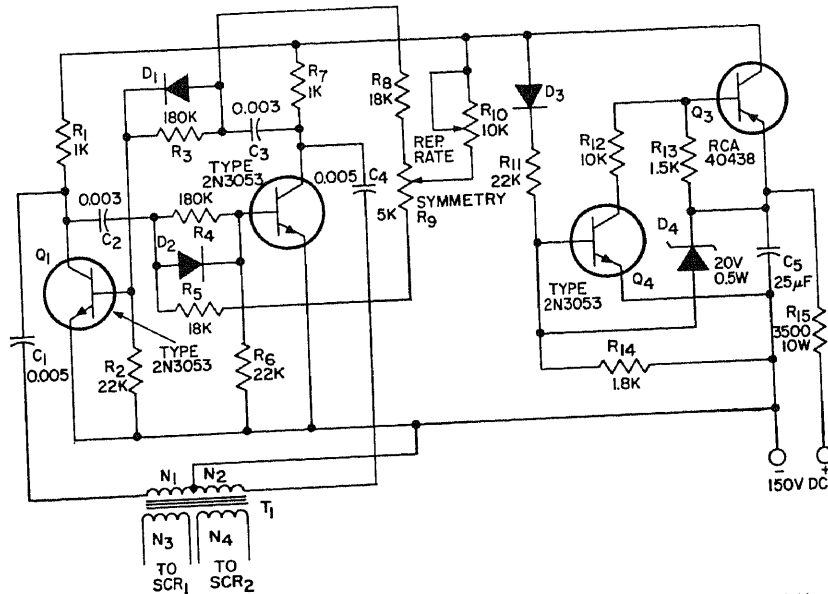 D1
R7
1K
R8
18K
R10
10K
REP.
RATE
D3
Q3
RCA
40438
R1
1K
180K
R3
0.003
C3
R11
22K
R12
10K
R13
1.5K
TYPE
2N3053
0.005
C4
SYMMETRY
5K
R9
0.003
C2
180K
R4
D2
R5
18K
Q1
D4
20V
0.5W
C5
25µF
TYPE
2N3053
Q4
R15
3500
10W
C1
0.005
TYPE
2N3053
R2
22K
R6
22K
R14
1.8K
−
+
150V DC
N1
N2
T1
N3
N4
TO
SCR1
TO
SCR2